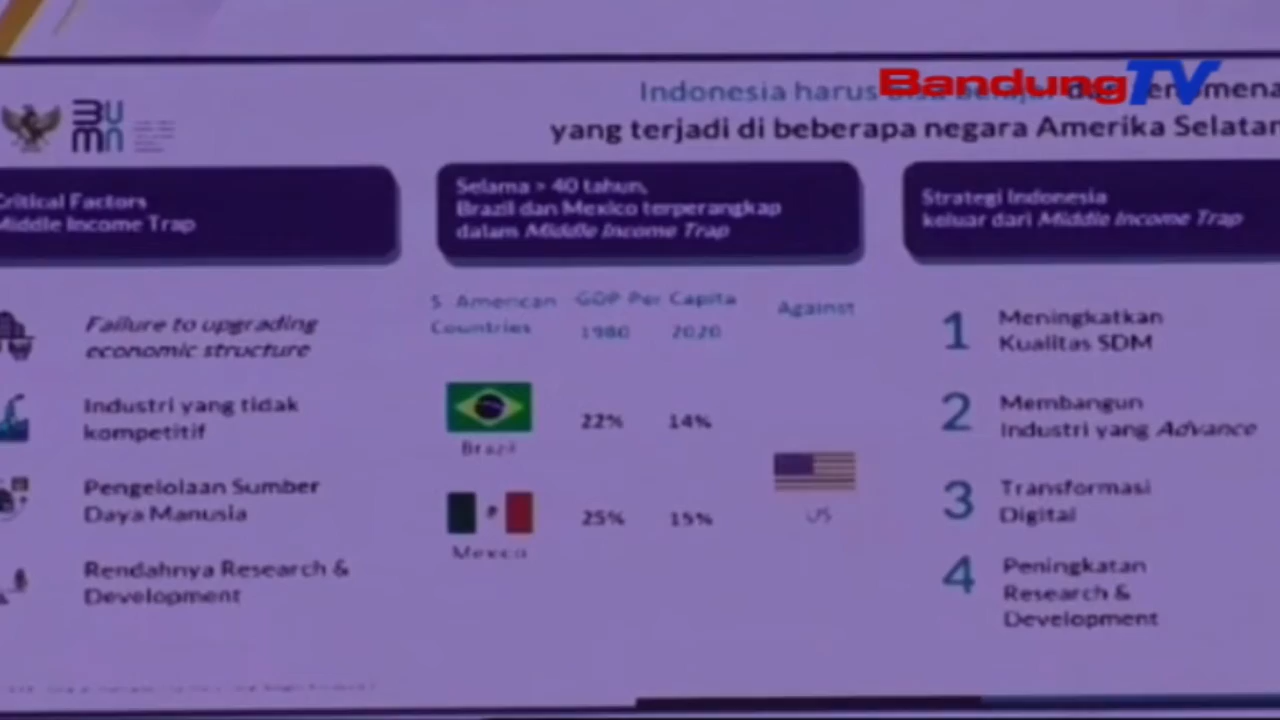 BandungTV
Indonesia harus
yang terjadi di beberapa negara Amerika Selatan
BUMN
Critical Factors
Middle Income Trap
Failure to upgrading
economic structure
Industri yang tidak
kompetitif
Pengelolaan Sumber
Daya Manusia
Rendahnya Research &
Development
Selama > 40 tahun,
Brazil dan Mexico terperangkap
dalam Middle Income Trap
S. American
Countries
GDP Per Capita
1980 2020
Against
Brazil
22% 14%
Mexico
25% 15%
US
Strategi Indonesia
keluar dari Middle Income Trap
1 Meningkatkan
Kualitas SDM
2 Membangun
Industri yang Advance
3 Transformasi
Digital
4 Peningkatan
Research &
Development